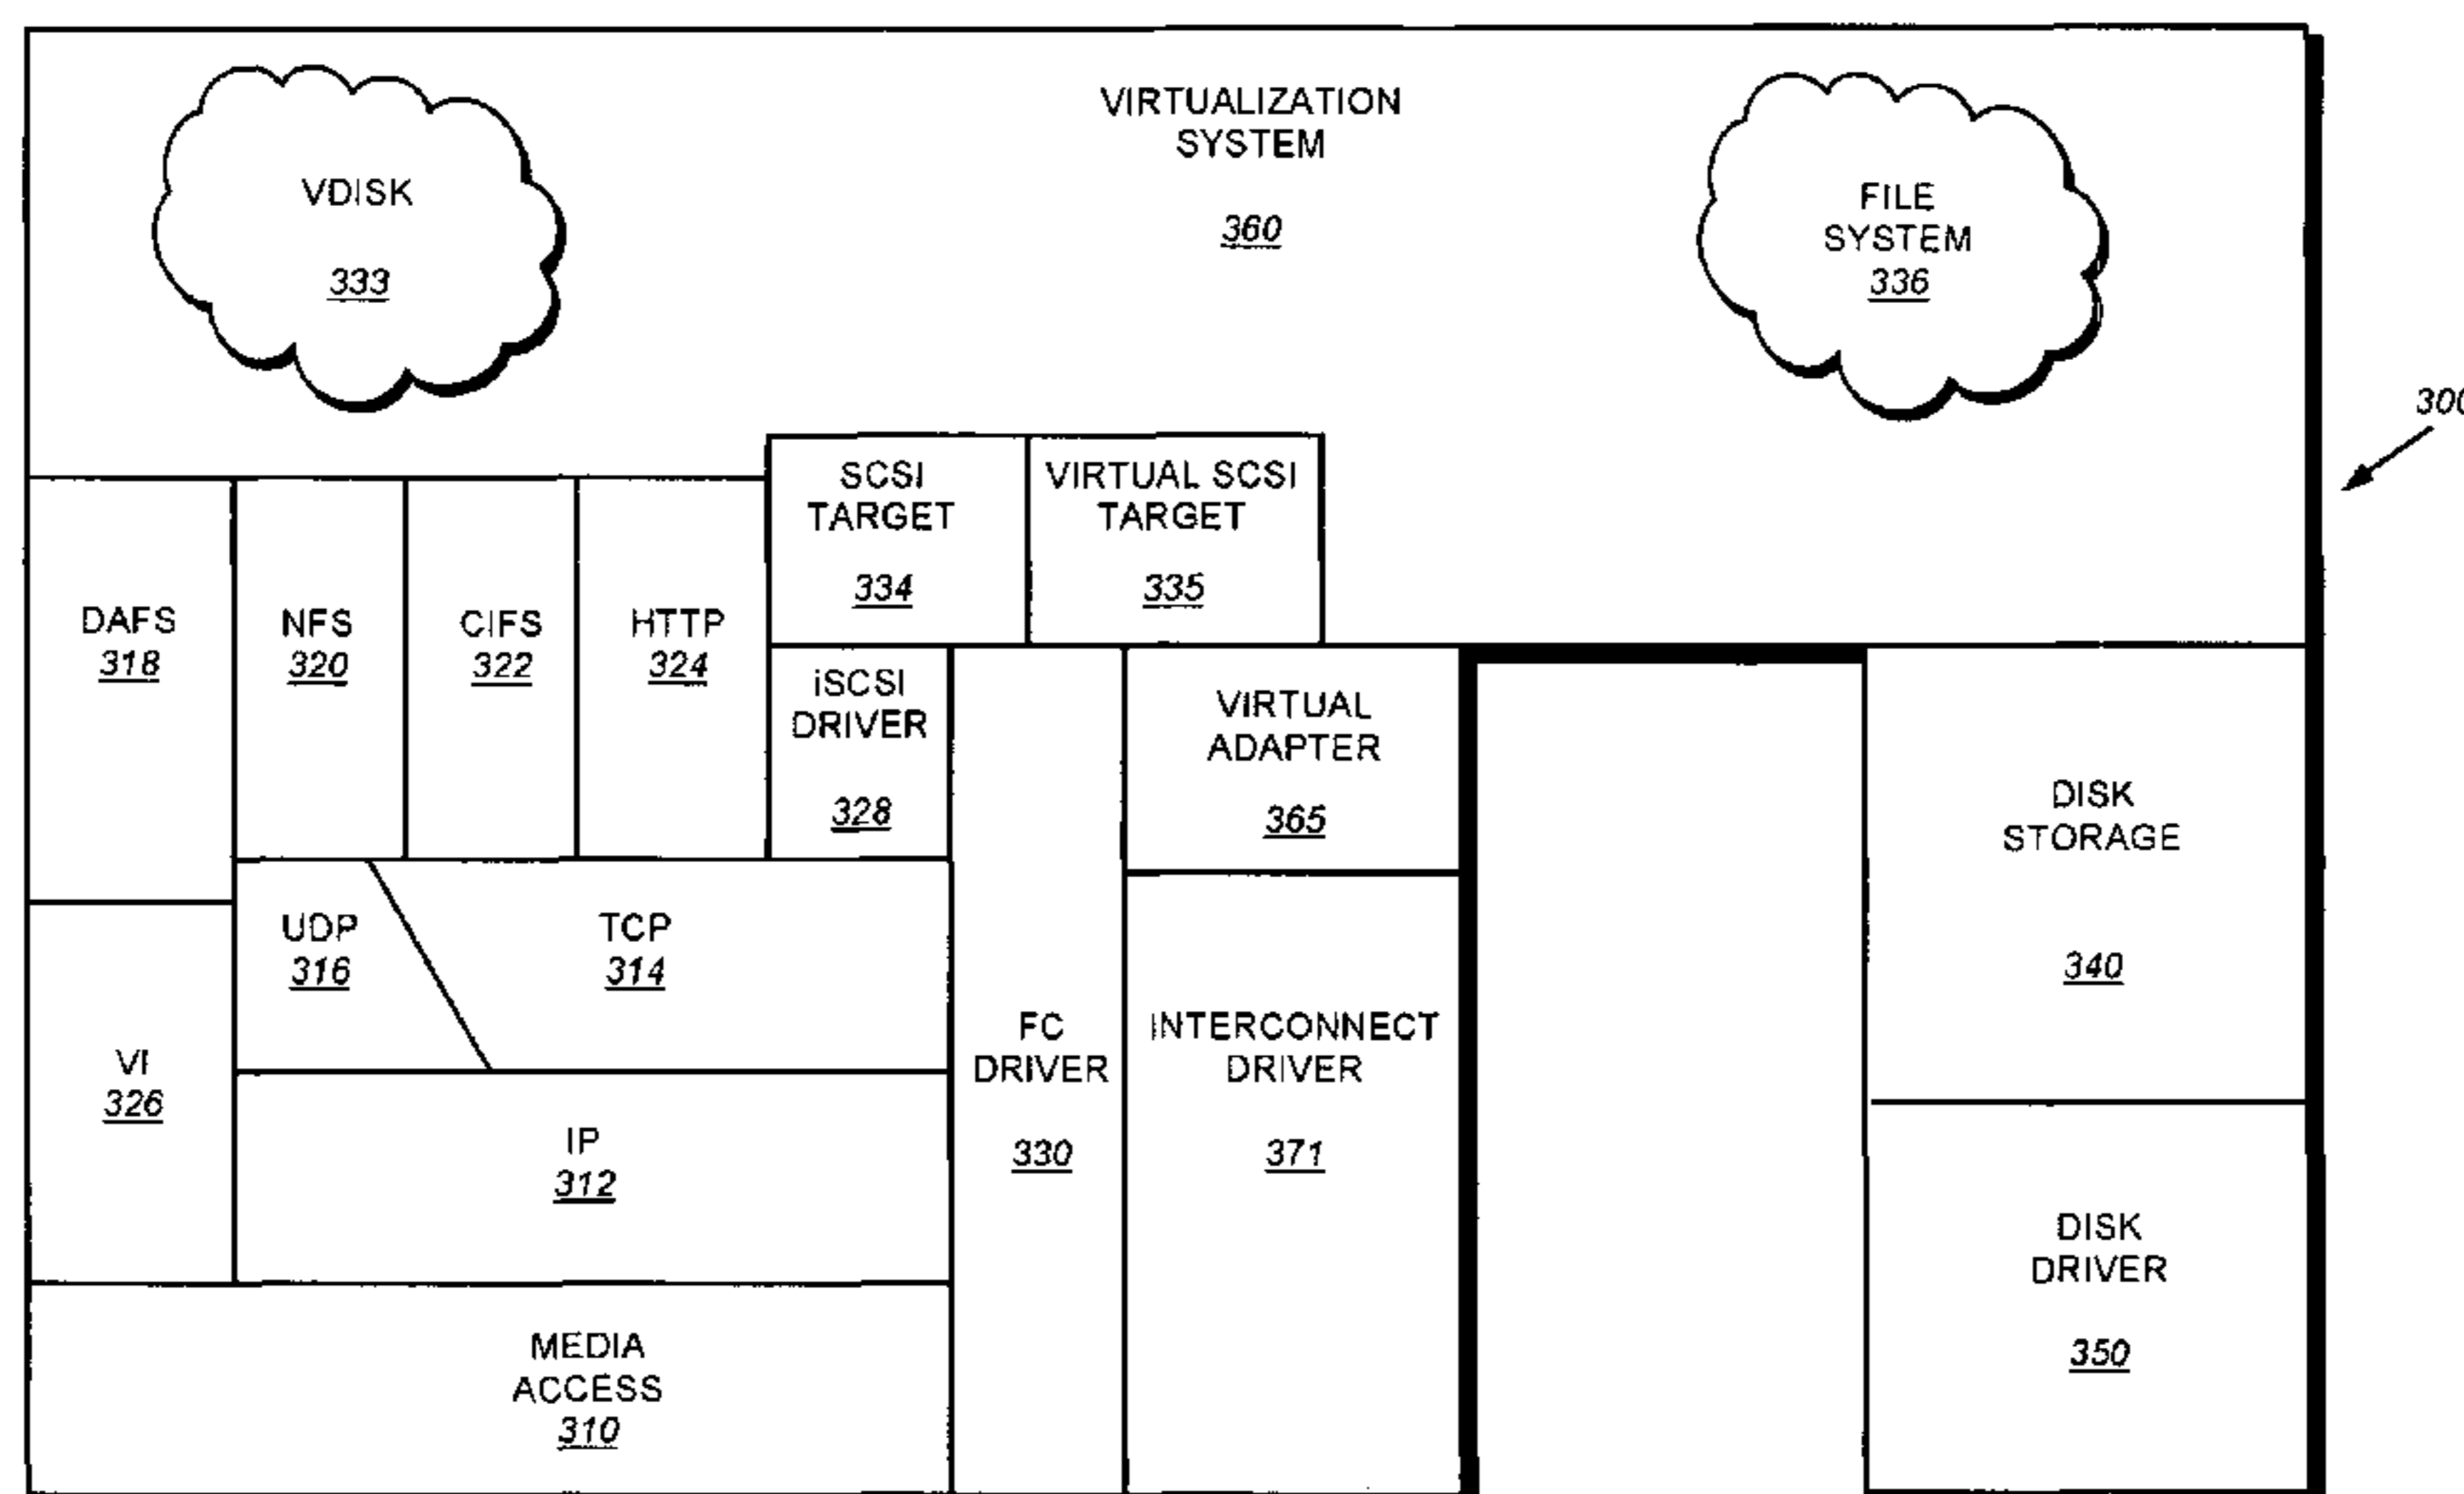 VIRTUALIZATION
SYSTEM
360
VDISK
333
FILE
SYSTEM
336
300
SCSI
TARGET
334
VIRTUAL SCSI
TARGET
335
DAFS
318
NFS
320
CIFS
322
HTTP
324
iSCSI
DRIVER
328
VIRTUAL
ADAPTER
365
DISK
STORAGE
340
UDP
316
TCP
314
VI
326
FC
DRIVER
330
INTERCONNECT
DRIVER
371
IP
312
DISK
DRIVER
350
MEDIA
ACCESS
310